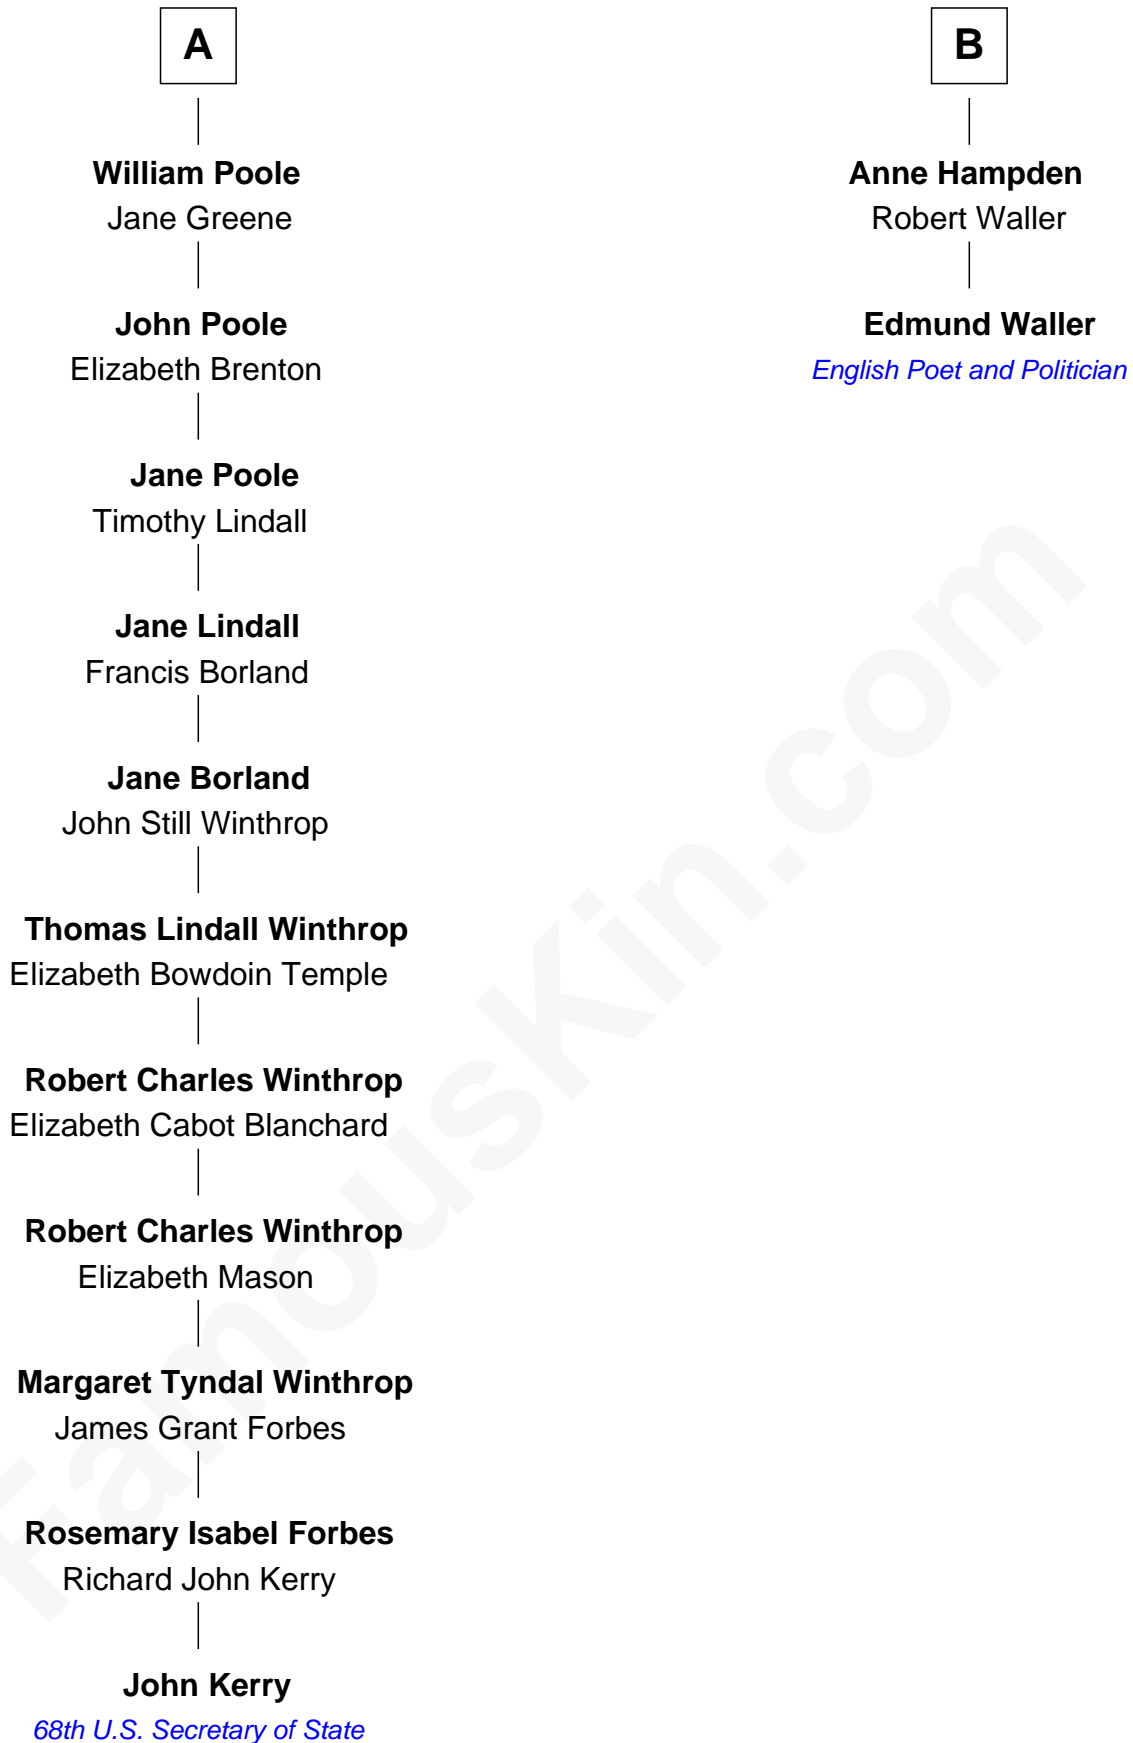 A
William Poole
Jane Greene
John Poole
Elizabeth Brenton
Jane Poole
Timothy Lindall
Jane Lindall
Francis Borland
Jane Borland
John Still Winthrop
Thomas Lindall Winthrop
Elizabeth Bowdoin Temple
Robert Charles Winthrop
Elizabeth Cabot Blanchard
Robert Charles Winthrop
Elizabeth Mason
Margaret Tyndal Winthrop
James Grant Forbes
Rosemary Isabel Forbes
Richard John Kerry
John Kerry
68th U.S. Secretary of State
B
Anne Hampden
Robert Waller
Edmund Waller
English Poet and Politician
FamousKin.com